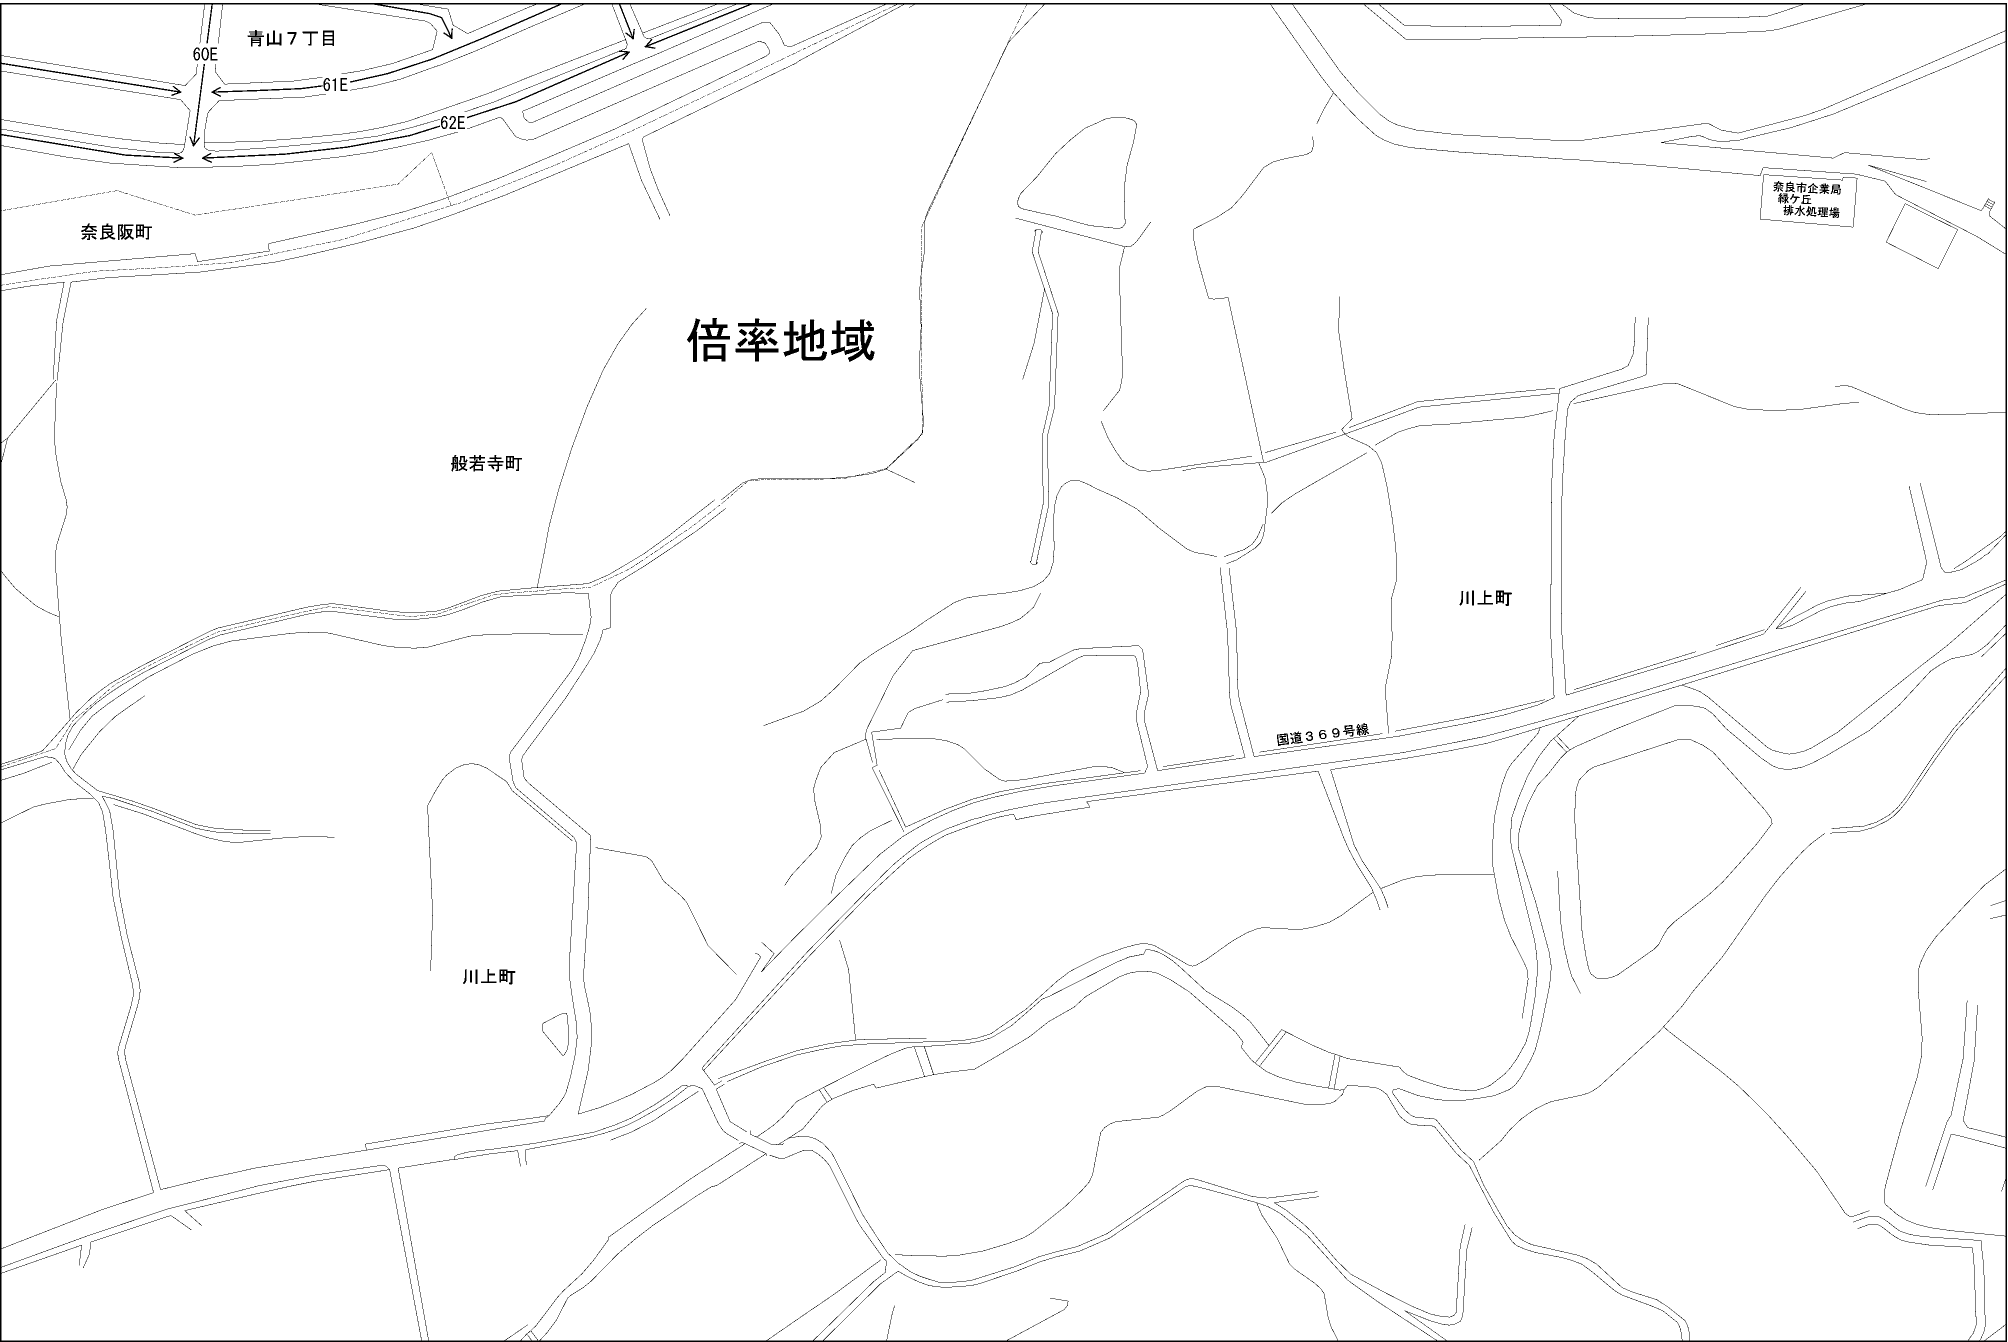 青山７丁目
60E
61E
62E
奈良市企業局
緑ケ丘
排水処理場
奈良阪町
倍率地域
般若寺町
川上町
国道３６９号線
川上町